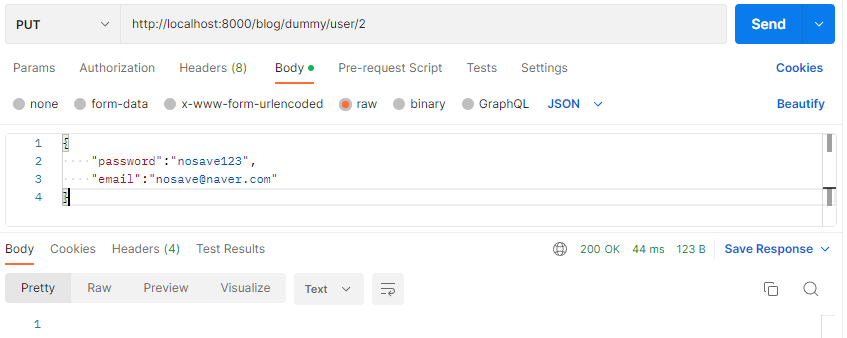 PUT http://localhost:8000/blog/dummy/user/2 Send
Params Authorization Headers (8) Body Pre-request Script Tests Settings Cookies
none form-data x-www-form-urlencoded raw binary GraphQL JSON Beautify
1 {
2 "password":"nosave123",
3 "email":"nosave@naver.com"
4 }
Body Cookies Headers (4) Test Results 200 OK 44 ms 123 B Save Response
Pretty Raw Preview Visualize Text
1